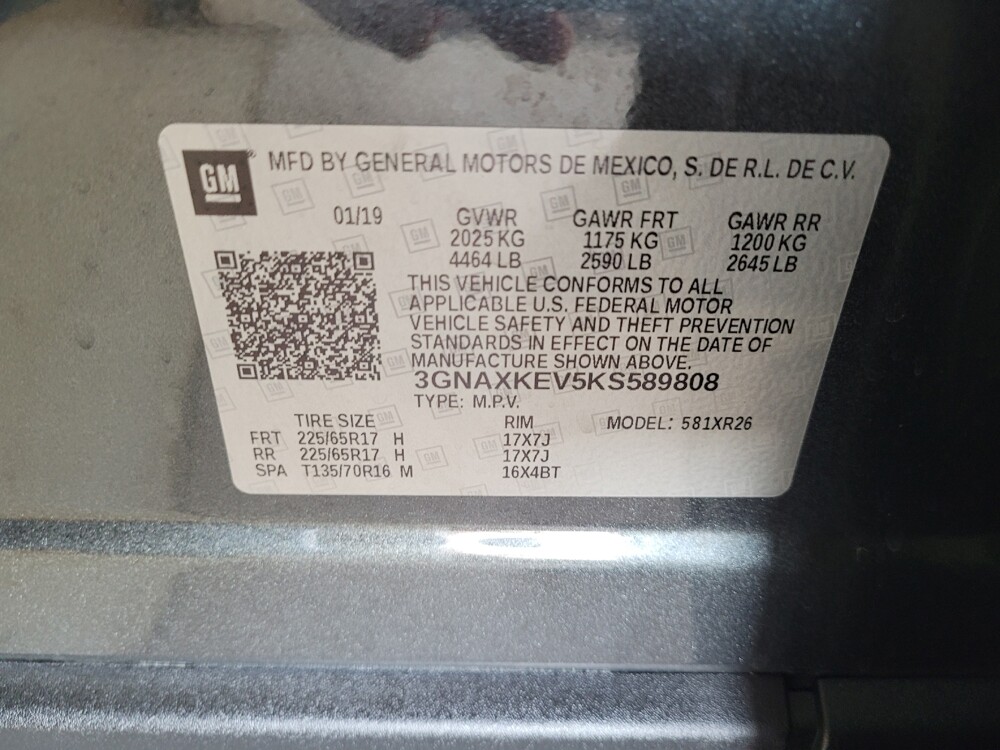 GM MFD BY GENERAL MOTORS DE MEXICO, S. DE R.L. DE C.V.
01/19 GVWR GAWR FRT GAWR RR
2025 KG 1175 KG 1200 KG
4464 LB 2590 LB 2645 LB
THIS VEHICLE CONFORMS TO ALL
APPLICABLE U.S. FEDERAL MOTOR
VEHICLE SAFETY AND THEFT PREVENTION
STANDARDS IN EFFECT ON THE DATE OF
MANUFACTURE SHOWN ABOVE.
3GNAXKEV5KS589808
TYPE: M.P.V.
TIRE SIZE RIM MODEL: 581XR26
FRT 225/65R17 H 17X7J
RR 225/65R17 H 17X7J
SPA T135/70R16 M 16X4BT